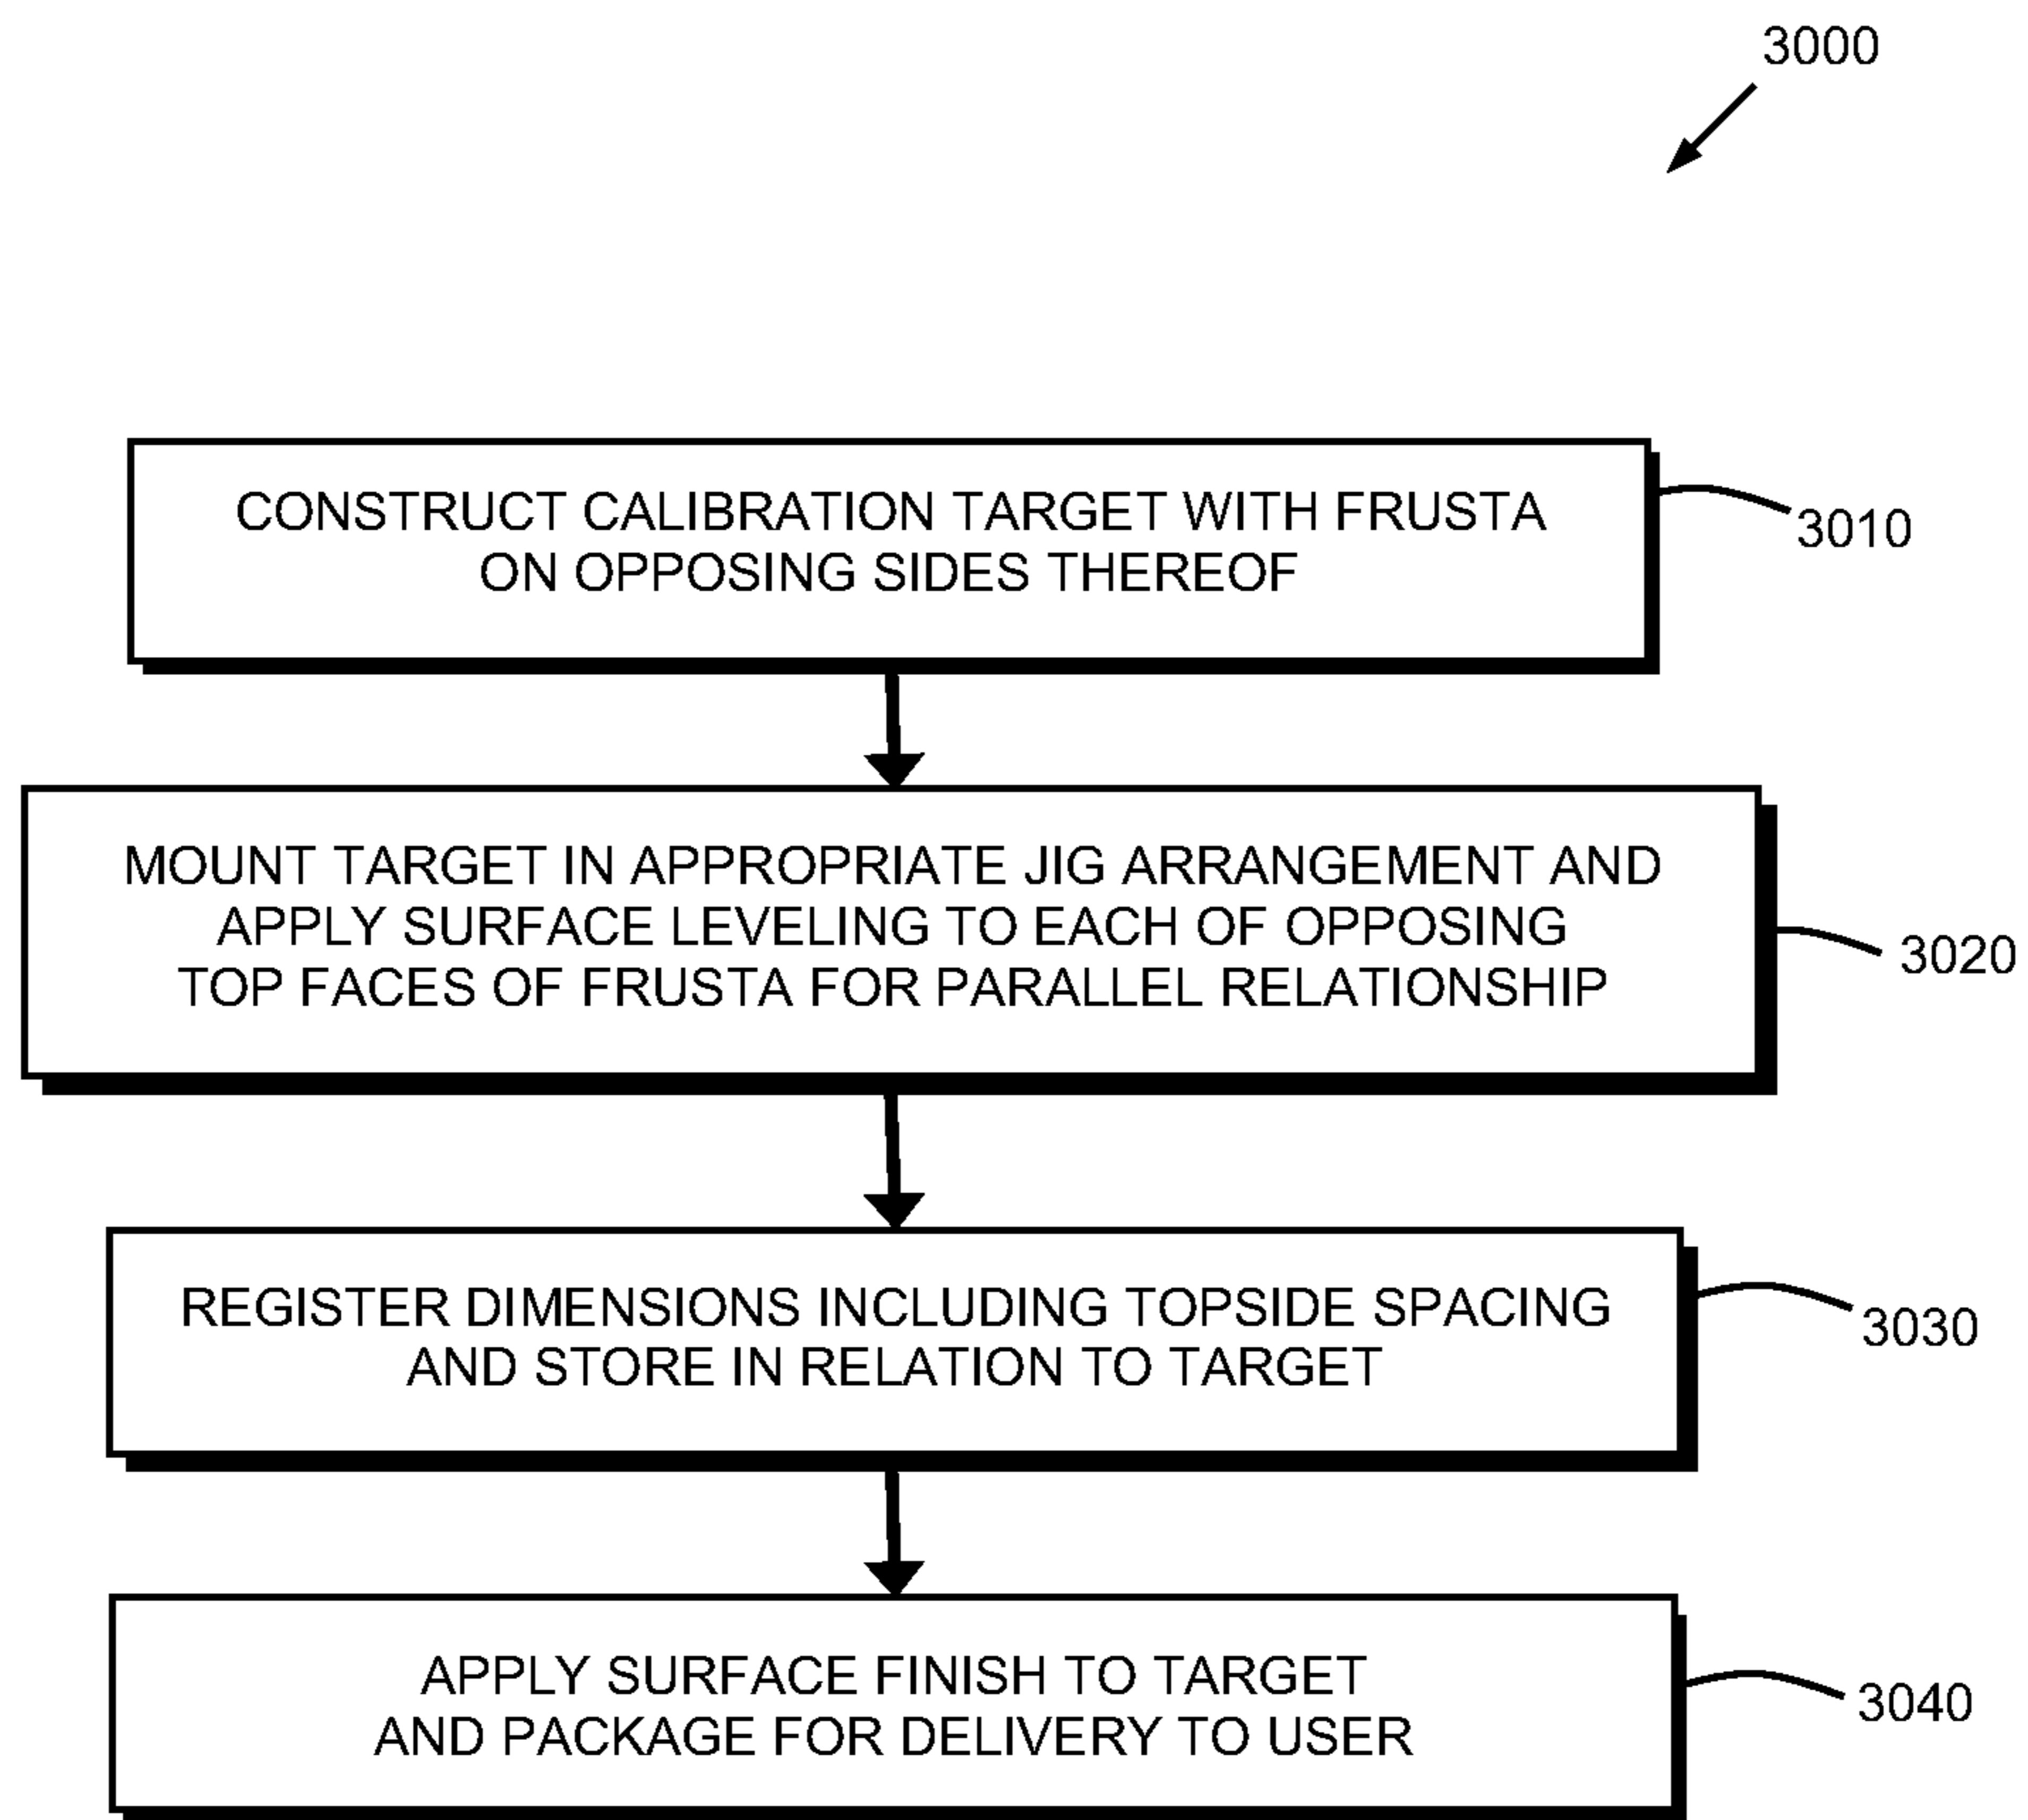 3000
CONSTRUCT CALIBRATION TARGET WITH FRUSTA
ON OPPOSING SIDES THEREOF
3010
MOUNT TARGET IN APPROPRIATE JIG ARRANGEMENT AND
APPLY SURFACE LEVELING TO EACH OF OPPOSING
TOP FACES OF FRUSTA FOR PARALLEL RELATIONSHIP
3020
REGISTER DIMENSIONS INCLUDING TOPSIDE SPACING
AND STORE IN RELATION TO TARGET
3030
APPLY SURFACE FINISH TO TARGET
AND PACKAGE FOR DELIVERY TO USER
3040